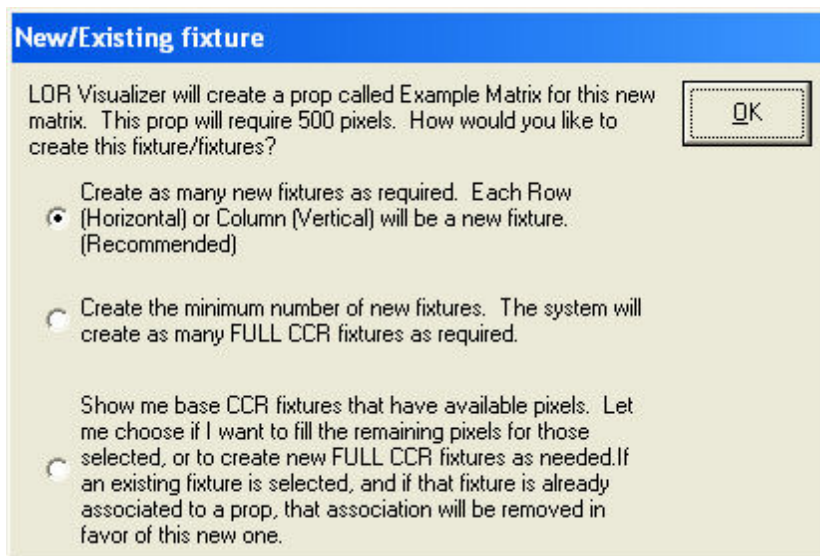 New/Existing fixture
LOR Visualizer will create a prop called Example Matrix for this new
matrix.  This prop will require 500 pixels.  How would you like to
create this fixture/fixtures?
OK
Create as many new fixtures as required.  Each Row
(Horizontal) or Column (Vertical) will be a new fixture.
(Recommended)
Create the minimum number of new fixtures.  The system will
create as many FULL CCR fixtures as required.
Show me base CCR fixtures that have available pixels.  Let
me choose if I want to fill the remaining pixels for those
selected, or to create new FULL CCR fixtures as needed.If
an existing fixture is selected, and if that fixture is already
associated to a prop, that association will be removed in
favor of this new one.